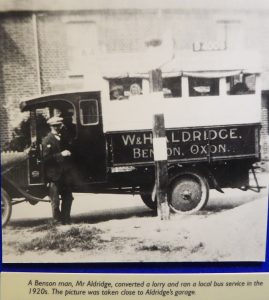 W & H. ALDRIDGE.
BENSON, OXON.
A Benson man, Mr Aldridge, converted a lorry and ran a local bus service in the
1920s. The picture was taken close to Aldridge's garage.